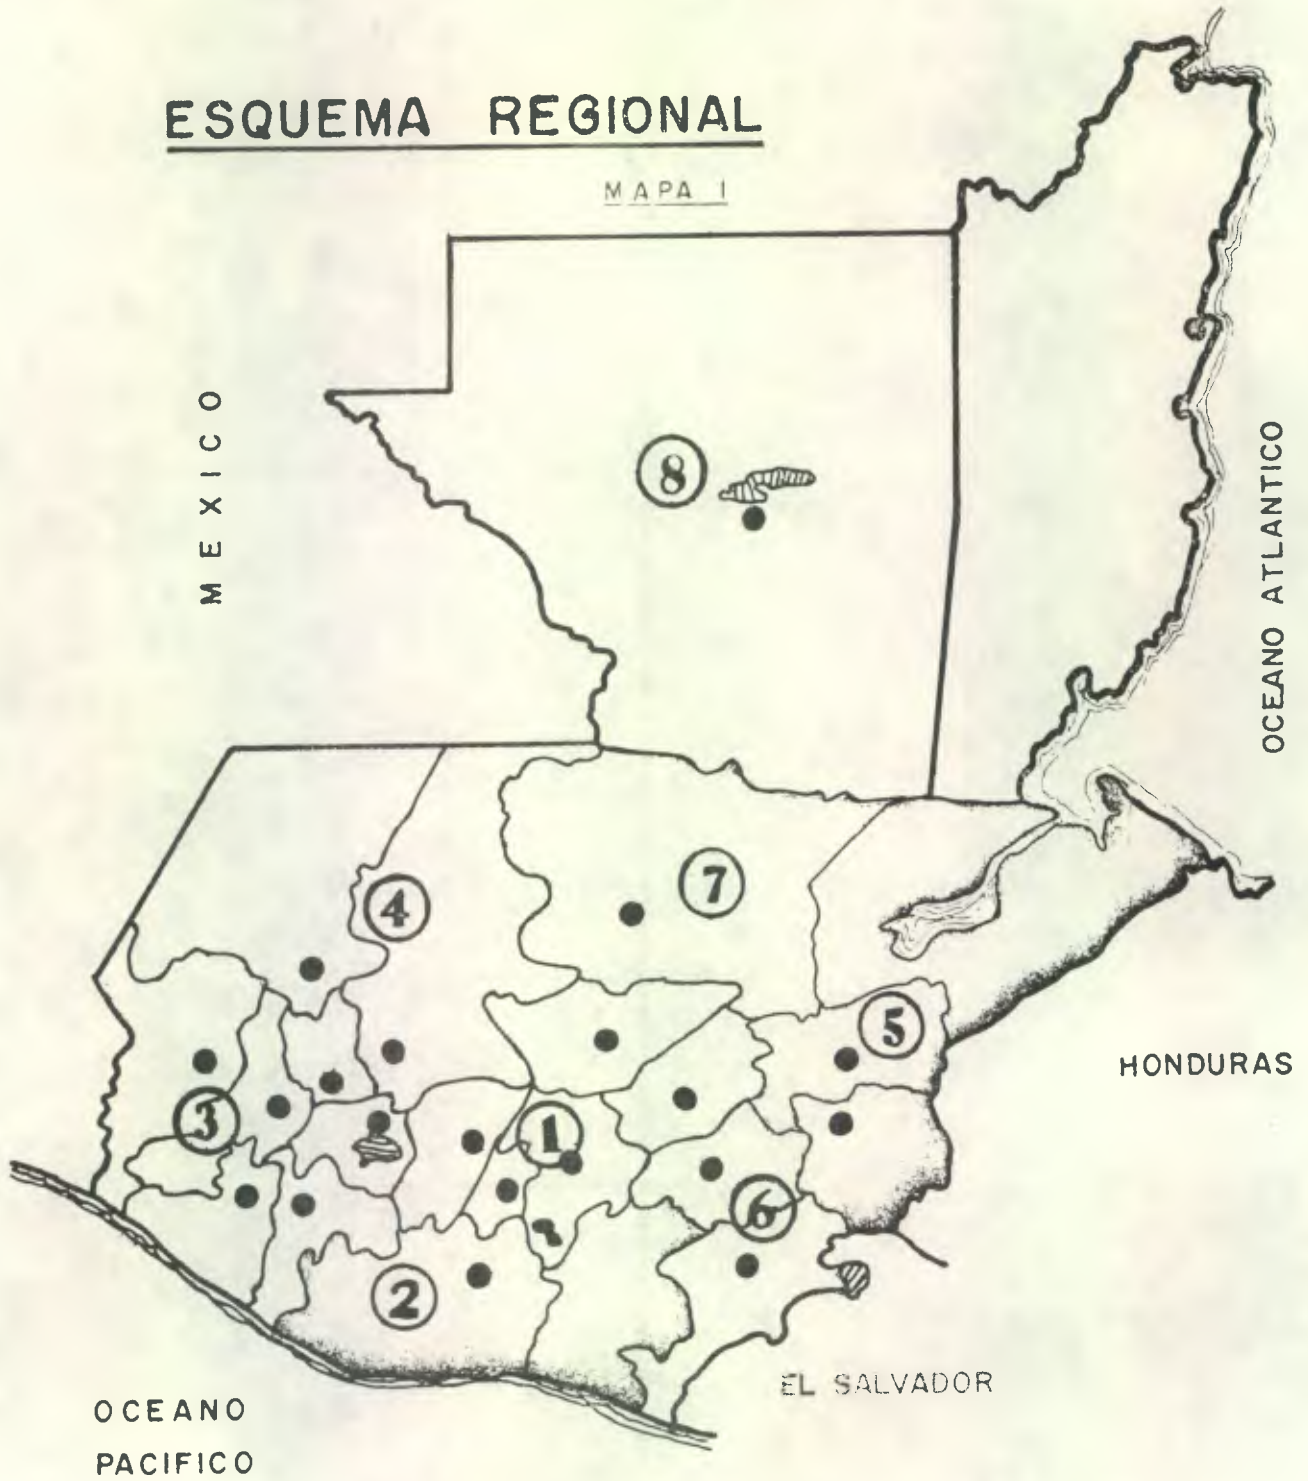 ESQUEMA REGIONAL
MAPA 1
MEXICO
8
OCEANO ATLANTICO
7
4
5
HONDURAS
3
1
6
2
EL SALVADOR
OCEANO
PACIFICO